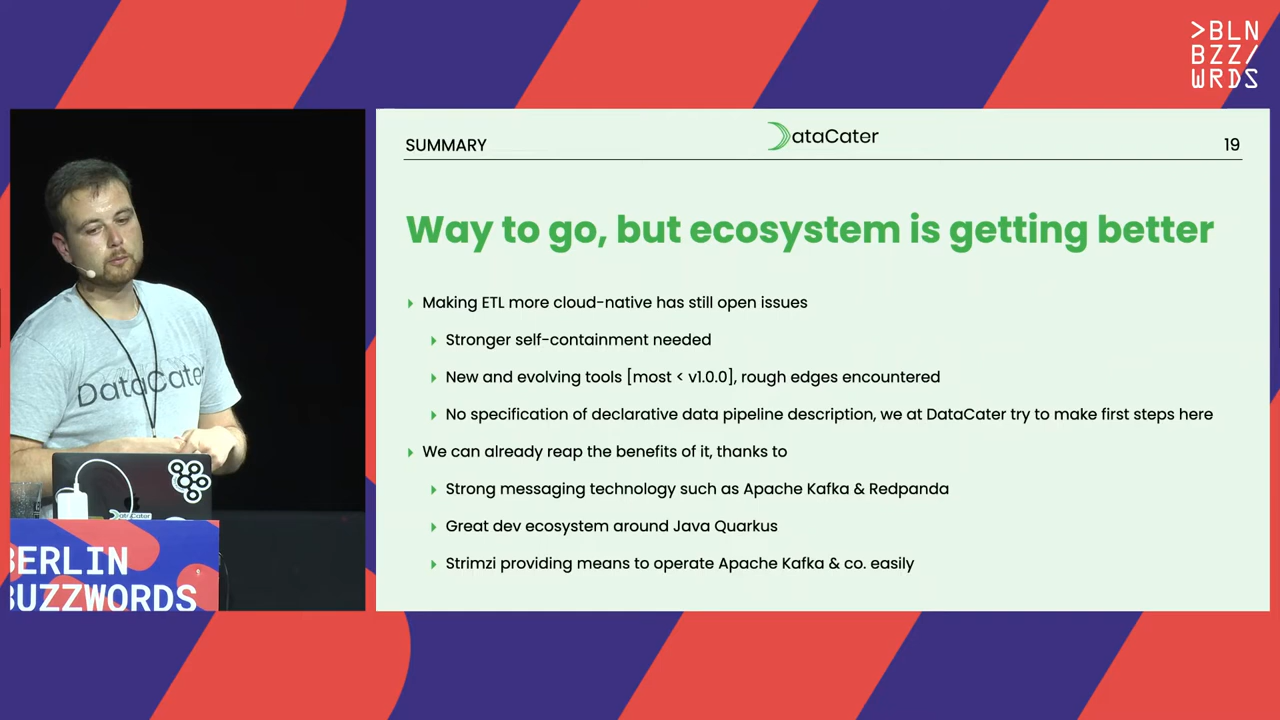 >BLN
BZZ/
WRDS
SUMMARY
DataCater
19
Way to go, but ecosystem is getting better
Making ETL more cloud-native has still open issues
Stronger self-containment needed
New and evolving tools [most < v1.0.0], rough edges encountered
No specification of declarative data pipeline description, we at DataCater try to make first steps here
We can already reap the benefits of it, thanks to
Strong messaging technology such as Apache Kafka & Redpanda
Great dev ecosystem around Java Quarkus
Strimzi providing means to operate Apache Kafka & co. easily
DataCater
DataCater
BERLIN
BUZZWORDS